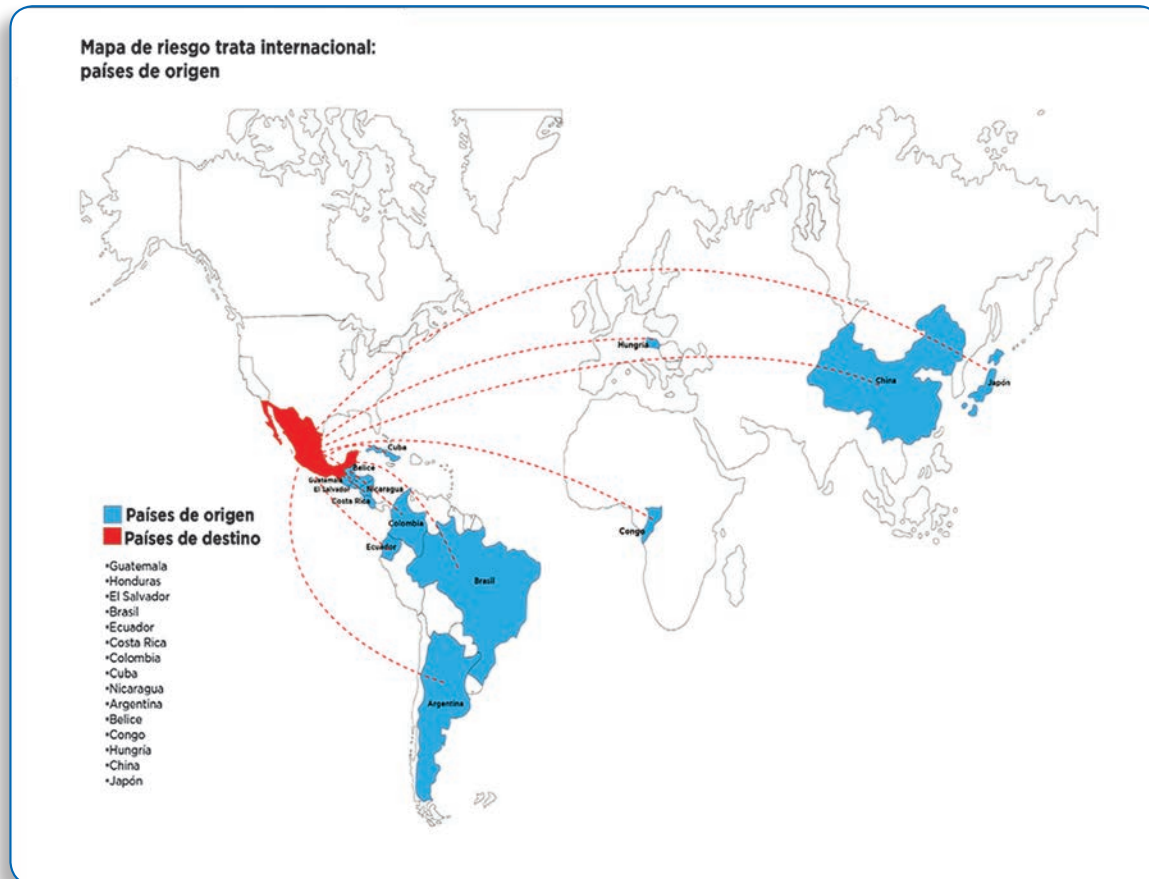 Mapa de riesgo trata internacional:
países de origen
Hungría
China
Japón
Cuba
Belice
Guatemala
El Salvador
Nicaragua
Costa Rica
Colombia
Congo
Ecuador
Brasil
Argentina
Países de origen
Países de destino
•Guatemala
•Honduras
•El Salvador
•Brasil
•Ecuador
•Costa Rica
•Colombia
•Cuba
•Nicaragua
•Argentina
•Belice
•Congo
•Hungría
•China
•Japón